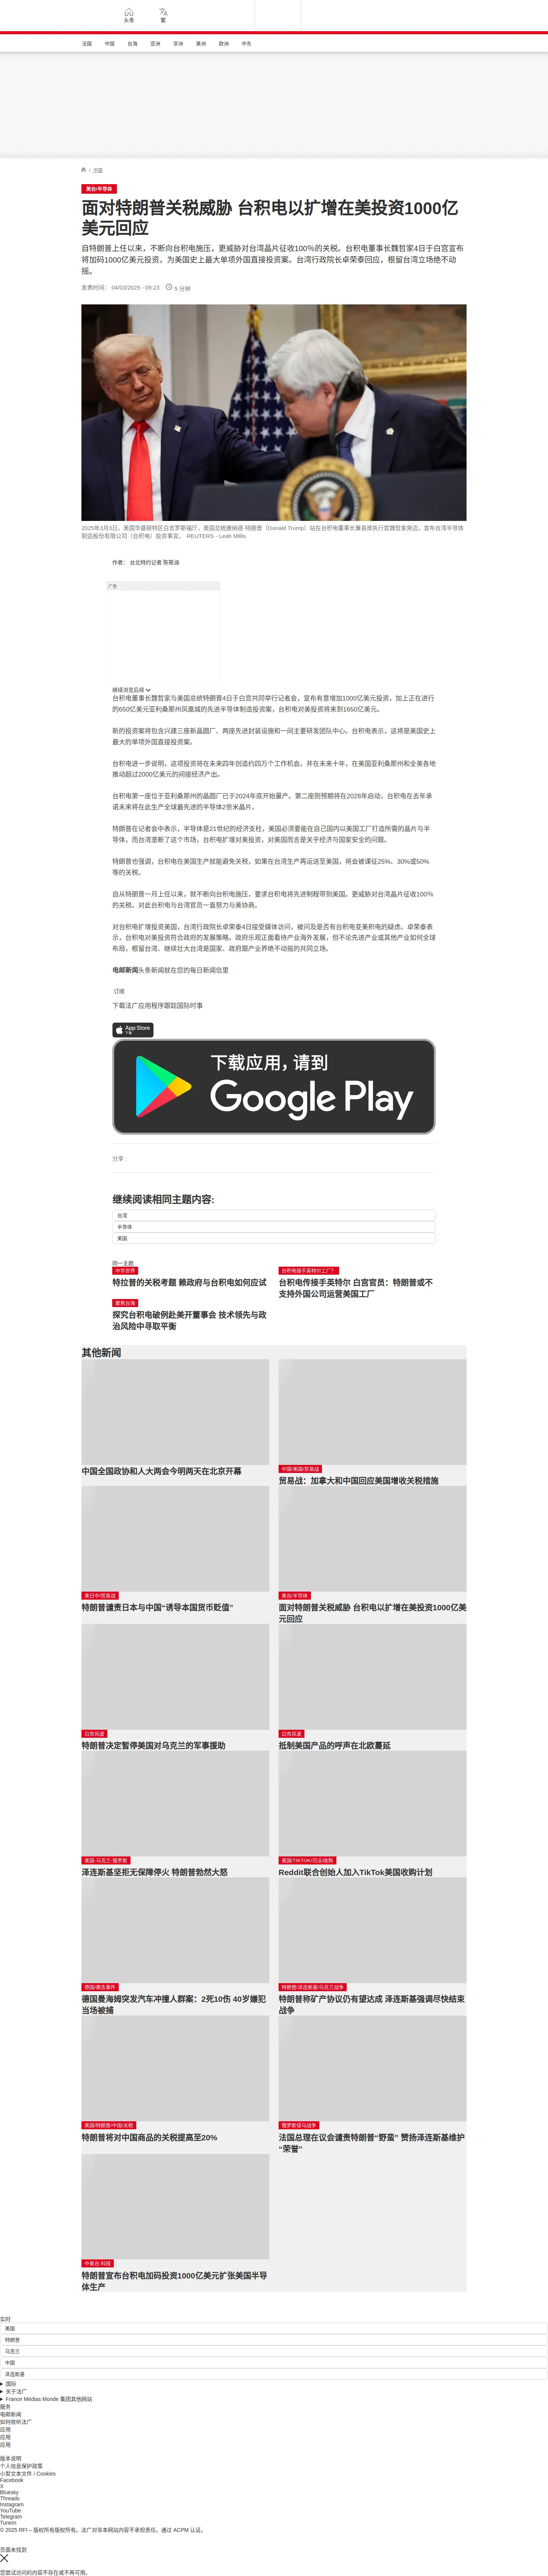 头条
繁
法国 中国 台海 亚洲 非洲 美洲 欧洲 中东
/ 中国
美台/半导体
面对特朗普关税威胁 台积电以扩增在美投资1000亿
美元回应
自特朗普上任以来，不断向台积电施压，更威胁对台湾晶片征收100%的关税。台积电董事长魏哲家4日于白宫宣布
将加码1000亿美元投资，为美国史上最大单项外国直接投资案。台湾行政院长卓荣泰回应，根留台湾立场绝不动
摇。
发表时间： 04/03/2025 - 09:23 5 分钟
2025年3月3日，美国华盛顿特区白宫罗斯福厅，美国总统唐纳德·特朗普（Donald Trump）站在台积电董事长兼首席执行官魏哲家旁边，宣布台湾半导体
制造股份有限公司（台积电）投资事宜。 REUTERS - Leah Millis
作者： 台北特约记者 陈筱涵
广告
继续浏览后续
台积电董事长魏哲家与美国总统特朗普4日于白宫共同举行记者会，宣布有意增加1000亿美元投资，加上正在进行
的650亿美元亚利桑那州凤凰城的先进半导体制造投资案，台积电对美投资将来到1650亿美元。
新的投资案将包含兴建三座新晶圆厂、两座先进封装设施和一间主要研发团队中心。台积电表示，这将是美国史上
最大的单项外国直接投资案。
台积电进一步说明，这项投资将在未来四年创造约四万个工作机会。并在未来十年，在美国亚利桑那州和全美各地
推动超过2000亿美元的间接经济产出。
台积电第一座位于亚利桑那州的晶圆厂已于2024年底开始量产。第二座则预期将在2028年启动，台积电在去年承
诺未来将在此生产全球最先进的半导体2奈米晶片。
特朗普在记者会中表示，半导体是21世纪的经济支柱，美国必须要能在自己国内以美国工厂打造所需的晶片与半
导体，而台湾垄断了这个市场，台积电扩增对美投资，对美国而言是关乎经济与国家安全的问题。
特朗普也强调，台积电在美国生产就能避免关税，如果在台湾生产再运送至美国，将会被课征25%、30%或50%
等的关税。
自从特朗普一月上任以来，就不断向台积电施压，要求台积电将先进制程带到美国。更威胁对台湾晶片征收100%
的关税。对此台积电与台湾官员一直努力与美协商。
对台积电扩增投资美国，台湾行政院长卓荣泰4日接受媒体访问，被问及是否有台积电变美积电的疑虑。卓荣泰表
示，台积电对美投资符合政府的发展策略。政府乐观正面看待产业海外发展，但不论先进产业或其他产业如何全球
布局，根留台湾、继续壮大台湾是国家、政府跟产业界绝不动摇的共同立场。
电邮新闻头条新闻就在您的每日新闻信里
订阅
下载法广应用程序跟踪国际时事
App Store
下载
下载应用，请到
Google Play
分享 :
继续阅读相同主题内容:
台湾
半导体
美国
同一主题
中华世界
特拉普的关税考题 赖政府与台积电如何应试
台积电接手英特尔工厂？
台积电传接手英特尔 白宫官员：特朗普或不
支持外国公司运营美国工厂
聚焦台海
探究台积电破例赴美开董事会 技术领先与政
治风险中寻取平衡
其他新闻
中国全国政协和人大两会今明两天在北京开幕
中国/美国/贸易战
贸易战：加拿大和中国回应美国增收关税措施
美日中/贸易战
特朗普谴责日本与中国“诱导本国货币贬值”
美台/半导体
面对特朗普关税威胁 台积电以扩增在美投资1000亿美
元回应
白宫风波
特朗普决定暂停美国对乌克兰的军事援助
白宫风波
抵制美国产品的呼声在北欧蔓延
美国-乌克兰-俄罗斯
泽连斯基坚拒无保障停火 特朗普勃然大怒
美国/TIKTOK/司法/收购
Reddit联合创始人加入TikTok美国收购计划
德国/袭击事件
德国曼海姆突发汽车冲撞人群案：2死10伤 40岁嫌犯
当场被捕
特朗普/泽连斯基/乌克兰战争
特朗普称矿产协议仍有望达成 泽连斯基强调尽快结束
战争
美国/特朗普/中国/关税
特朗普将对中国商品的关税提高至20%
俄罗斯侵乌战争
法国总理在议会谴责特朗普“野蛮” 赞扬泽连斯基维护
“荣誉”
中美台-科技
特朗普宣布台积电加码投资1000亿美元扩张美国半导
体生产
实时
美国
特朗普
乌克兰
中国
泽连斯基
国际
关于法广
France Médias Monde 集团其他网站
服务
电邮新闻
如何收听法广
应用
应用
应用
版本说明
个人信息保护政策
小型文本文件 / Cookies
Facebook
X
Bluesky
Threads
Instagram
YouTube
Telegram
TuneIn
© 2025 RFI – 版权所有版权所有。法广对非本网站内容不承担责任。通过 ACPM 认证。
页面未找到
您尝试访问的内容不存在或不再可用。